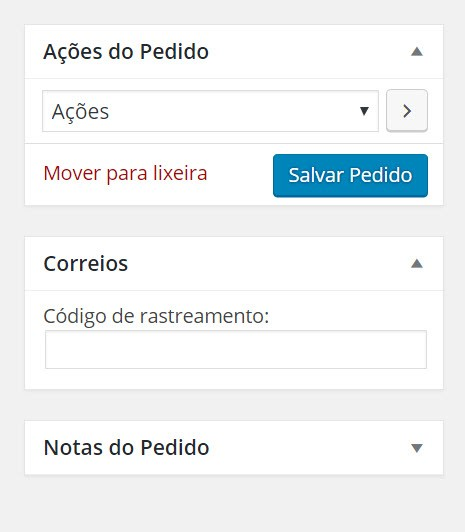 Ações do Pedido
Ações
Mover para lixeira
Salvar Pedido
Correios
Código de rastreamento:
Notas do Pedido